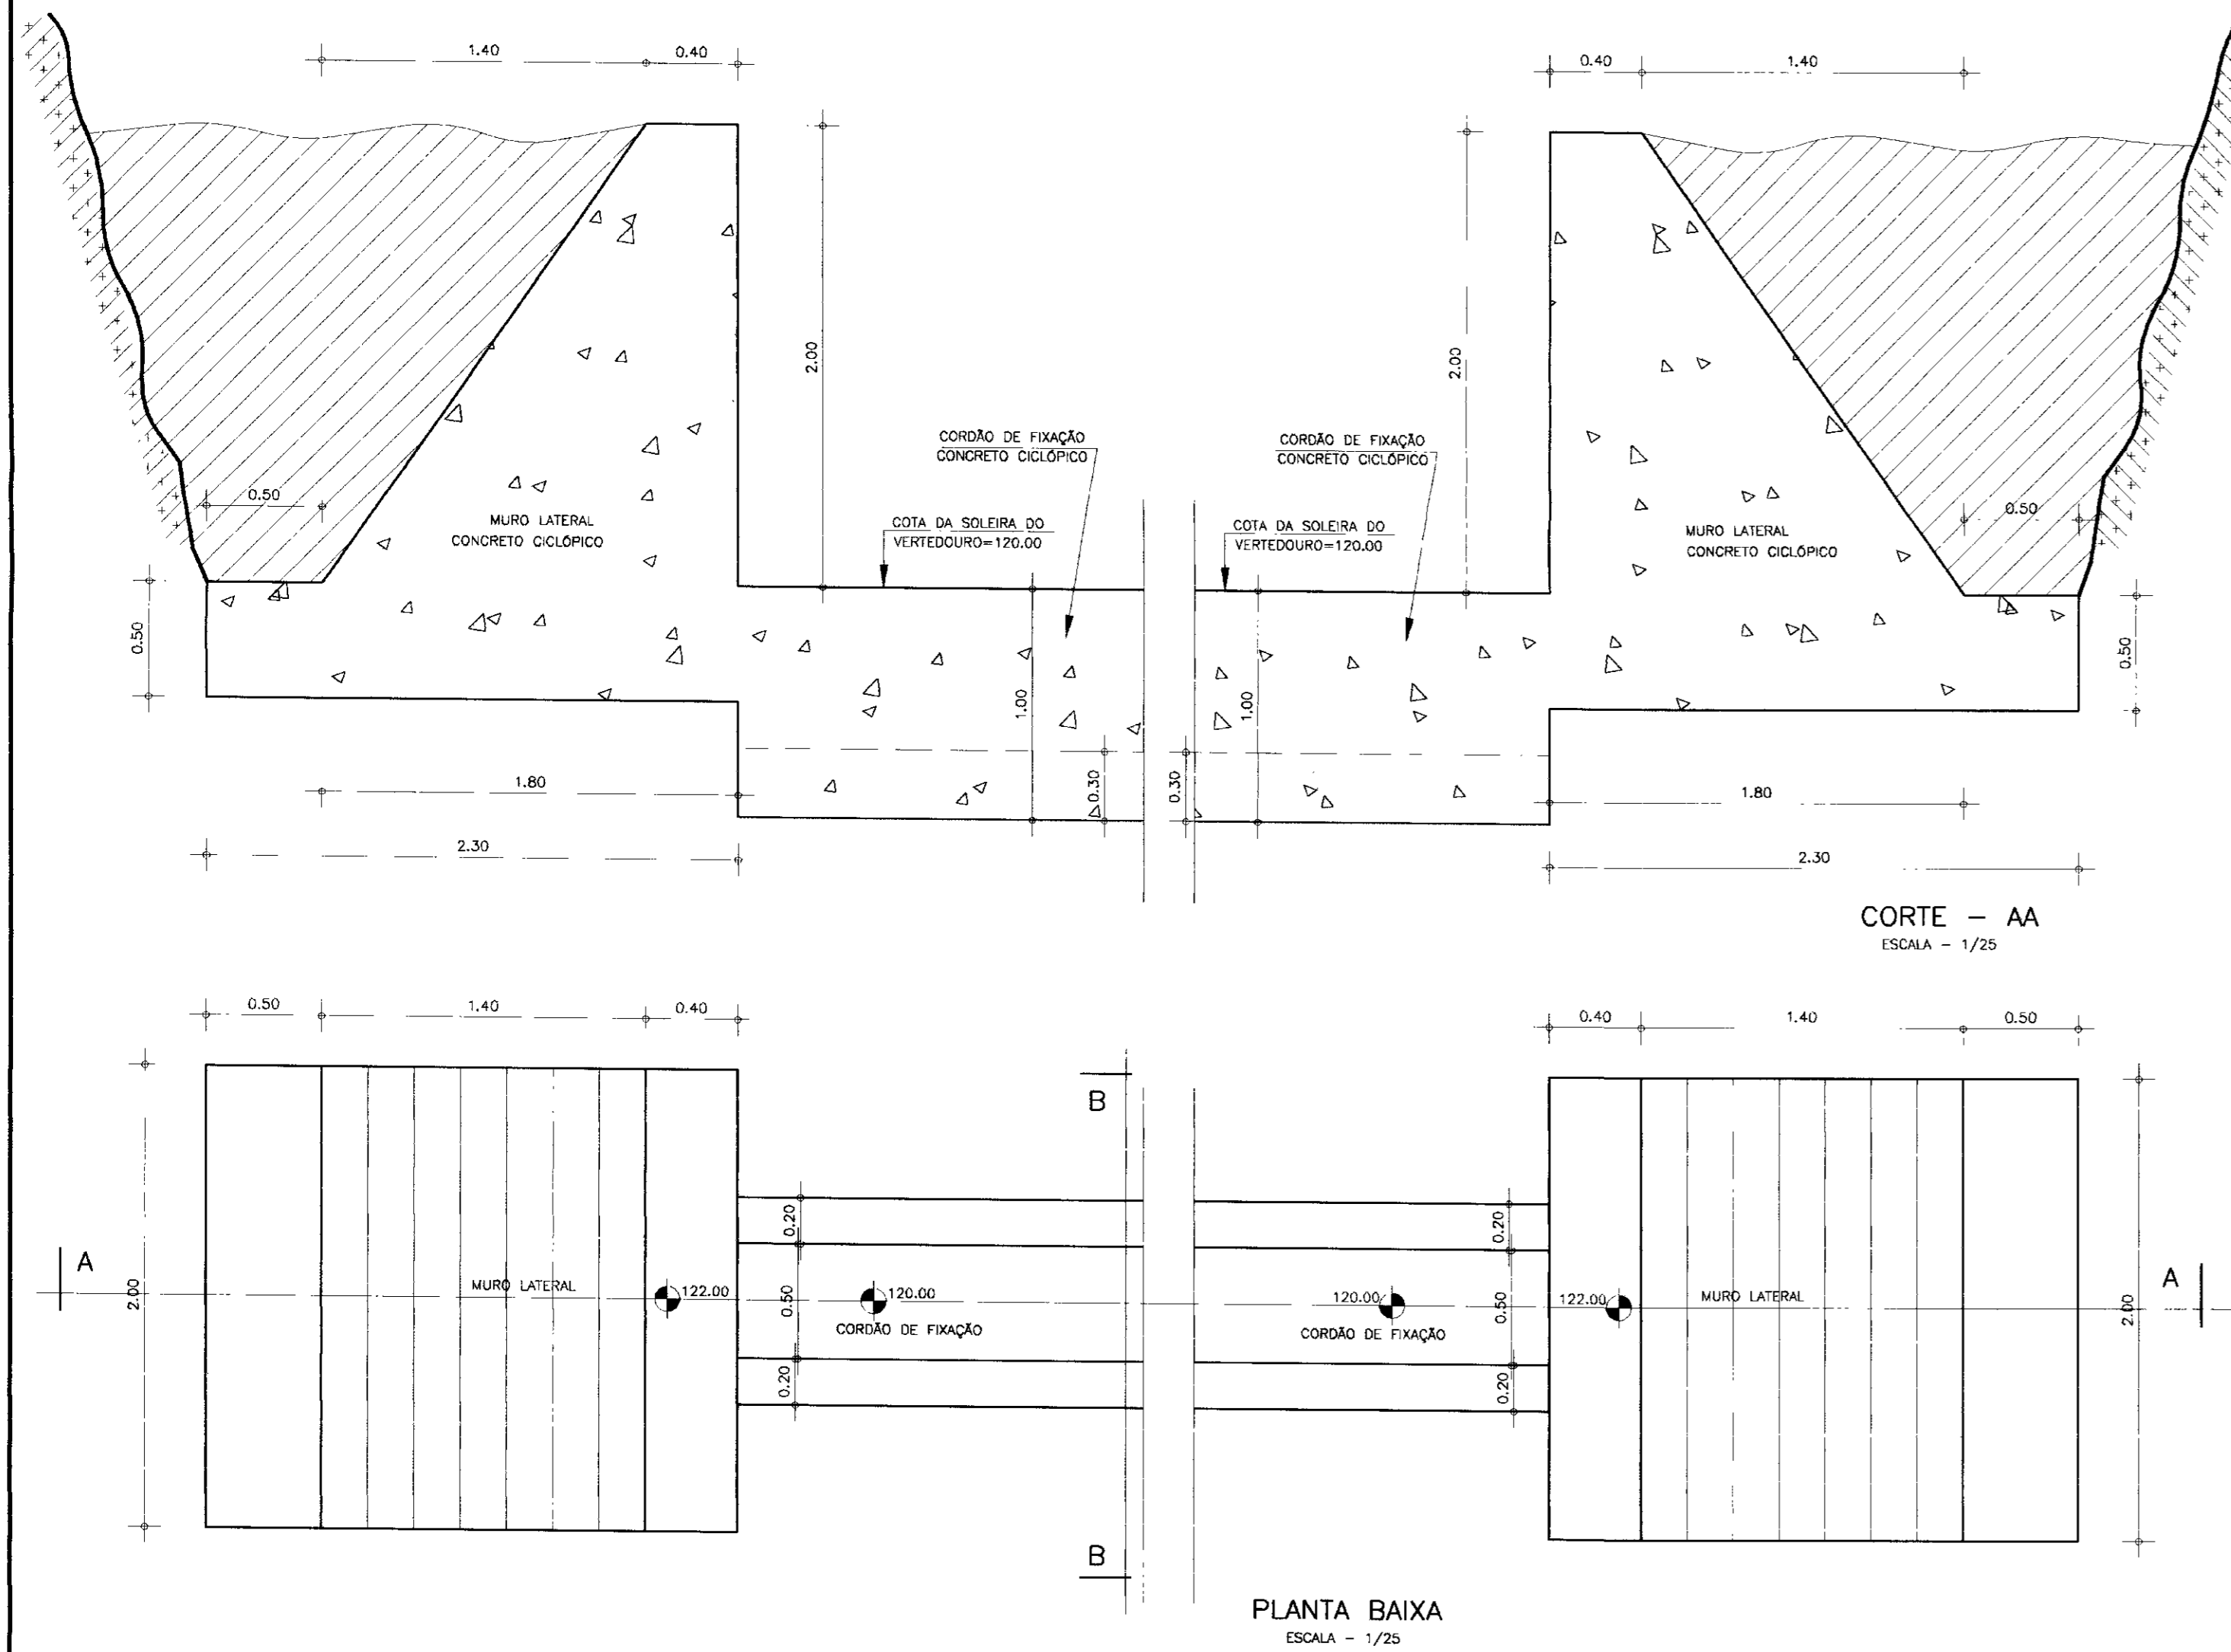 1.40
0.40
0.40
1.40
2.00
2.00
CORDÃO DE FIXAÇÃO
CONCRETO CICLÓPICO
CORDÃO DE FIXAÇÃO
CONCRETO CICLÓPICO
0.50
0.50
MURO LATERAL
CONCRETO CICLÓPICO
COTA DA SOLEIRA DO
VERTEDOURO=120.00
COTA DA SOLEIRA DO
VERTEDOURO=120.00
MURO LATERAL
CONCRETO CICLÓPICO
0.50
0.50
1.00
1.00
0.30
0.30
1.80
1.80
2.30
2.30
CORTE - AA
ESCALA - 1/25
0.50
1.40
0.40
0.40
1.40
0.50
B
0.20
0.20
A
A
2.00
MURO LATERAL
122.00
0.50
120.00
CORDÃO DE FIXAÇÃO
120.00
CORDÃO DE FIXAÇÃO
0.50
122.00
MURO LATERAL
2.00
0.20
0.20
B
PLANTA BAIXA
ESCALA - 1/25